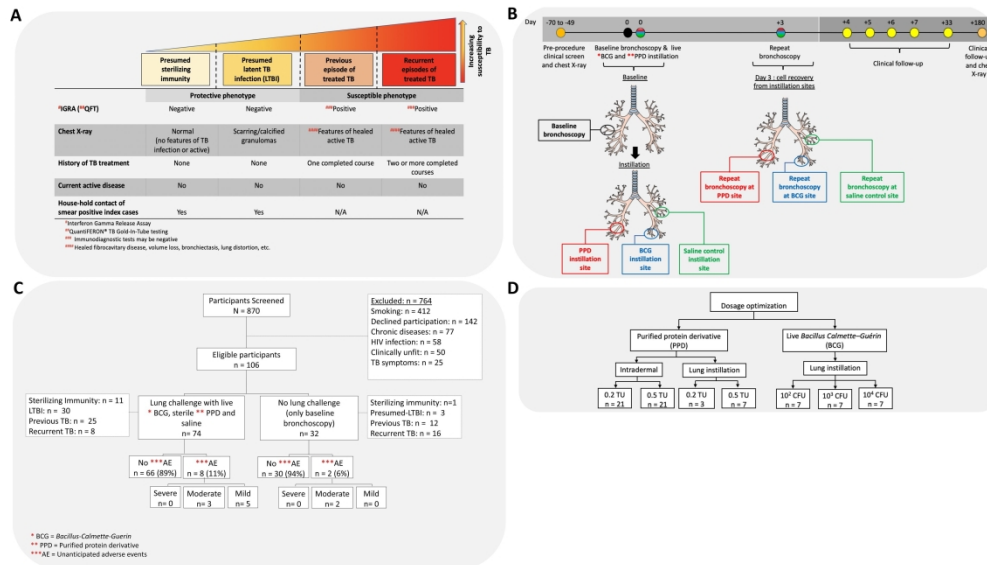 A
Increasing
susceptibility to
TB
Presumed
sterilizing
immunity
Presumed
latent TB
infection (LTBI)
Previous
episode of
treated TB
Recurrent
episodes of
treated TB
Protective phenotype
Susceptible phenotype
#IGRA (##QFT) Negative Negative ###Positive ###Positive
Chest X-ray
Normal
(no features of TB
infection or active)
Scarring/calcified
granulomas
####Features of healed
active TB
####Features of healed
active TB
History of TB treatment None None One completed course Two or more completed
courses
Current active disease No No No No
House-hold contact of
smear positive index cases Yes Yes N/A N/A
#Interferon Gamma Release Assay
##QuantiFERON® TB Gold-In-Tube testing
### Immunodiagnostic tests may be negative
####Healed fibrocavitary disease, volume loss, bronchiectasis, lung distortion, etc.
B
Day -70 to -49 0 0 +3 +4 +5 +6 +7 +33 +180
Pre-procedure
clinical screen
and chest X-ray
Baseline bronchoscopy & live
*BCG and **PPD instillation
Repeat
bronchoscopy
Clinical follow-up
Clinical
follow-up
and chest
X-ray
Baseline
Day 3 : cell recovery
from instillation sites
Baseline
bronchoscopy
Instillation
Repeat
bronchoscopy at
PPD site
Repeat
bronchoscopy at
BCG site
Repeat
bronchoscopy at
saline control site
PPD
instillation
site
BCG
instillation
site
Saline control
instillation
site
C
Participants Screened
N = 870
Excluded: n = 764
Smoking: n = 412
Declined participation: n = 142
Chronic diseases: n = 77
HIV infection: n = 58
Clinically unfit: n = 50
TB symptoms: n = 25
Eligible participants
n = 106
Sterilizing Immunity: n = 11
LTBI: n = 30
Previous TB: n = 25
Recurrent TB: n = 8
Lung challenge with live
* BCG, sterile ** PPD and
saline
n = 74
No lung challenge
(only baseline
bronchoscopy)
n = 32
Sterilizing immunity: n=1
Presumed-LTBI: n = 3
Previous TB: n = 12
Recurrent TB: n = 16
No ***AE
n = 66 (89%)
***AE
n = 8 (11%)
No ***AE
n = 30 (94%)
***AE
n = 2 (6%)
Severe
n= 0
Moderate
n= 3
Mild
n= 5
Severe
n= 0
Moderate
n= 2
Mild
n= 0
* BCG = Bacillus-Calmette-Guerin
** PPD = Purified protein derivative
***AE = Unanticipated adverse events
D
Dosage optimization
Purified protein derivative
(PPD)
Live Bacillus Calmette–Guérin
(BCG)
Intradermal
Lung instillation
Lung instillation
0.2 TU
n = 21
0.5 TU
n = 21
0.2 TU
n = 3
0.5 TU
n = 7
10² CFU
n = 7
10³ CFU
n = 7
10⁴ CFU
n = 7